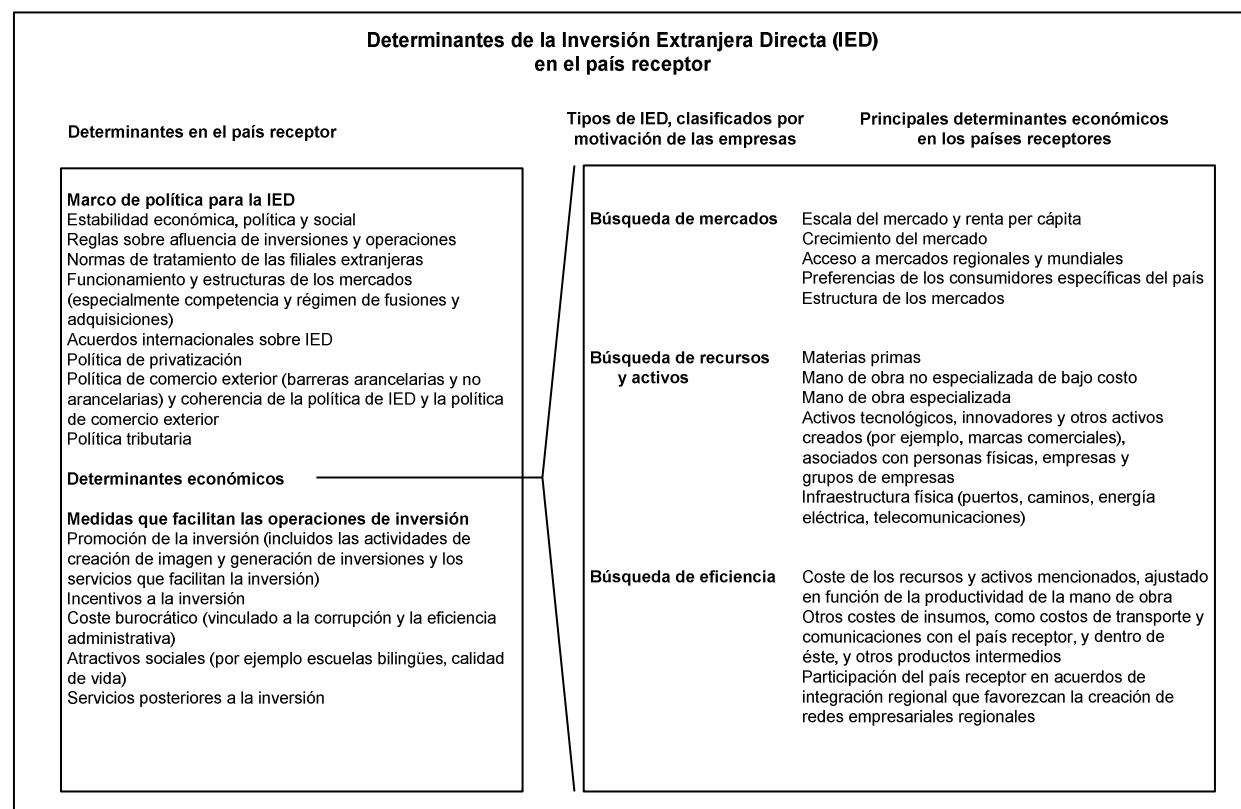 Determinantes de la Inversión Extranjera Directa (IED)
en el país receptor
Determinantes en el país receptor
Tipos de IED, clasificados por
motivación de las empresas
Principales determinantes económicos
en los países receptores
Marco de política para la IED
Estabilidad económica, política y social
Reglas sobre afluencia de inversiones y operaciones
Normas de tratamiento de las filiales extranjeras
Funcionamiento y estructuras de los mercados
(especialmente competencia y régimen de fusiones y
adquisiciones)
Acuerdos internacionales sobre IED
Política de privatización
Política de comercio exterior (barreras arancelarias y no
arancelarias) y coherencia de la política de IED y la política
de comercio exterior
Política tributaria
Determinantes económicos
Medidas que facilitan las operaciones de inversión
Promoción de la inversión (incluidos las actividades de
creación de imagen y generación de inversiones y los
servicios que facilitan la inversión)
Incentivos a la inversión
Coste burocrático (vinculado a la corrupción y la eficiencia
administrativa)
Atractivos sociales (por ejemplo escuelas bilingües, calidad
de vida)
Servicios posteriores a la inversión
Búsqueda de mercados
Escala del mercado y renta per cápita
Crecimiento del mercado
Acceso a mercados regionales y mundiales
Preferencias de los consumidores específicas del país
Estructura de los mercados
Búsqueda de recursos
y activos
Materias primas
Mano de obra no especializada de bajo costo
Mano de obra especializada
Activos tecnológicos, innovadores y otros activos
creados (por ejemplo, marcas comerciales),
asociados con personas físicas, empresas y
grupos de empresas
Infraestructura física (puertos, caminos, energía
eléctrica, telecomunicaciones)
Búsqueda de eficiencia
Coste de los recursos y activos mencionados, ajustado
en función de la productividad de la mano de obra
Otros costes de insumos, como costos de transporte y
comunicaciones con el país receptor, y dentro de
éste, y otros productos intermedios
Participación del país receptor en acuerdos de
integración regional que favorezcan la creación de
redes empresariales regionales